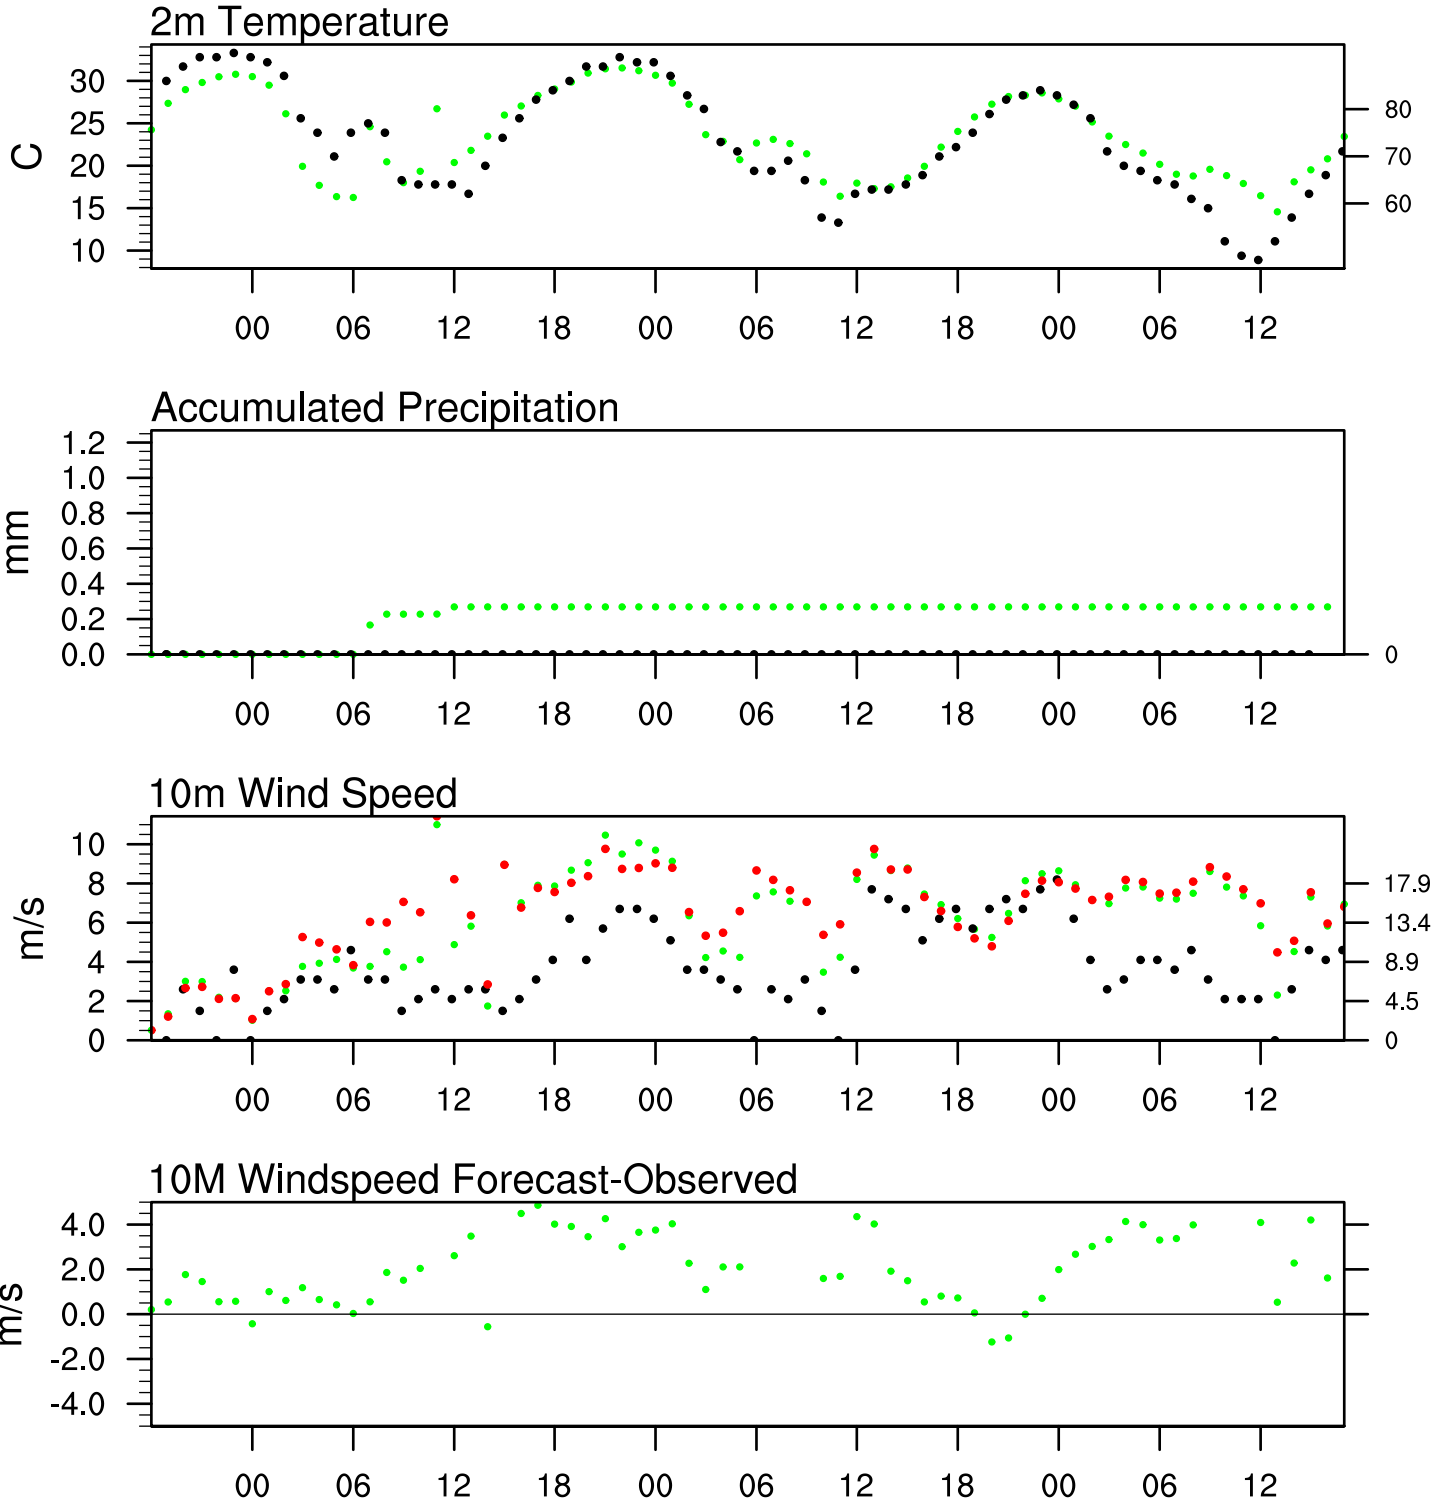 2m Temperature
C
30
25
20
15
10
80
70
60
00 06 12 18 00 12 18 00 06 12
Accumulated Precipitation
mm
1.2
1.0
0.8
0.6
0.4
0.2
0.0
0
00 06 12 18 00 06 12 18 00 06 12
10m Wind Speed
m/s
10
8
6
4
2
0
17.9
13.4
8.9
4.5
0
00 06 12 18 00 06 12 18 00 06 12
10M Windspeed Forecast-Observed
m/s
4.0
2.0
0.0
-2.0
-4.0
00 06 12 18 00 06 12 18 00 06 12